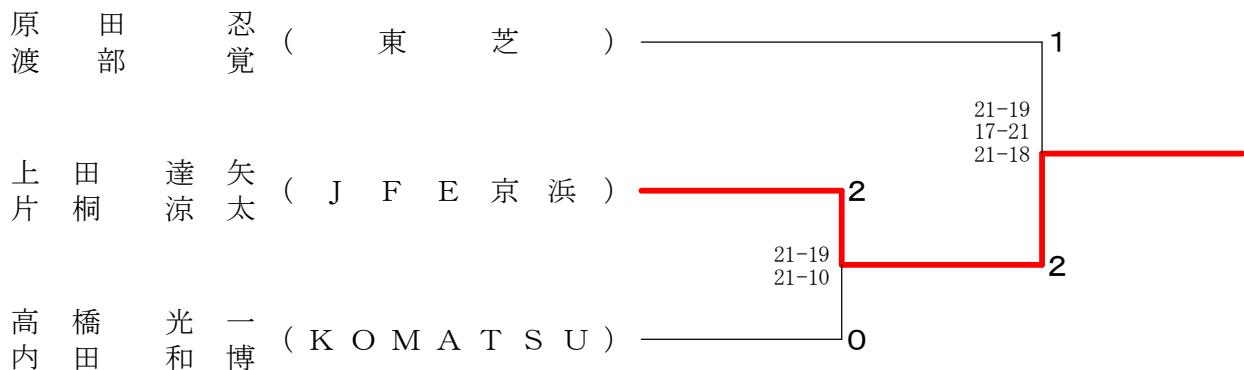 原田 忍
渡部 覚
(東芝)
1
21-19
17-21
21-18
上田 達矢
片桐 涼太
(JFE京浜)
2
21-19
21-10
2
高橋 光一
内田 和博
(KOMATSU)
0